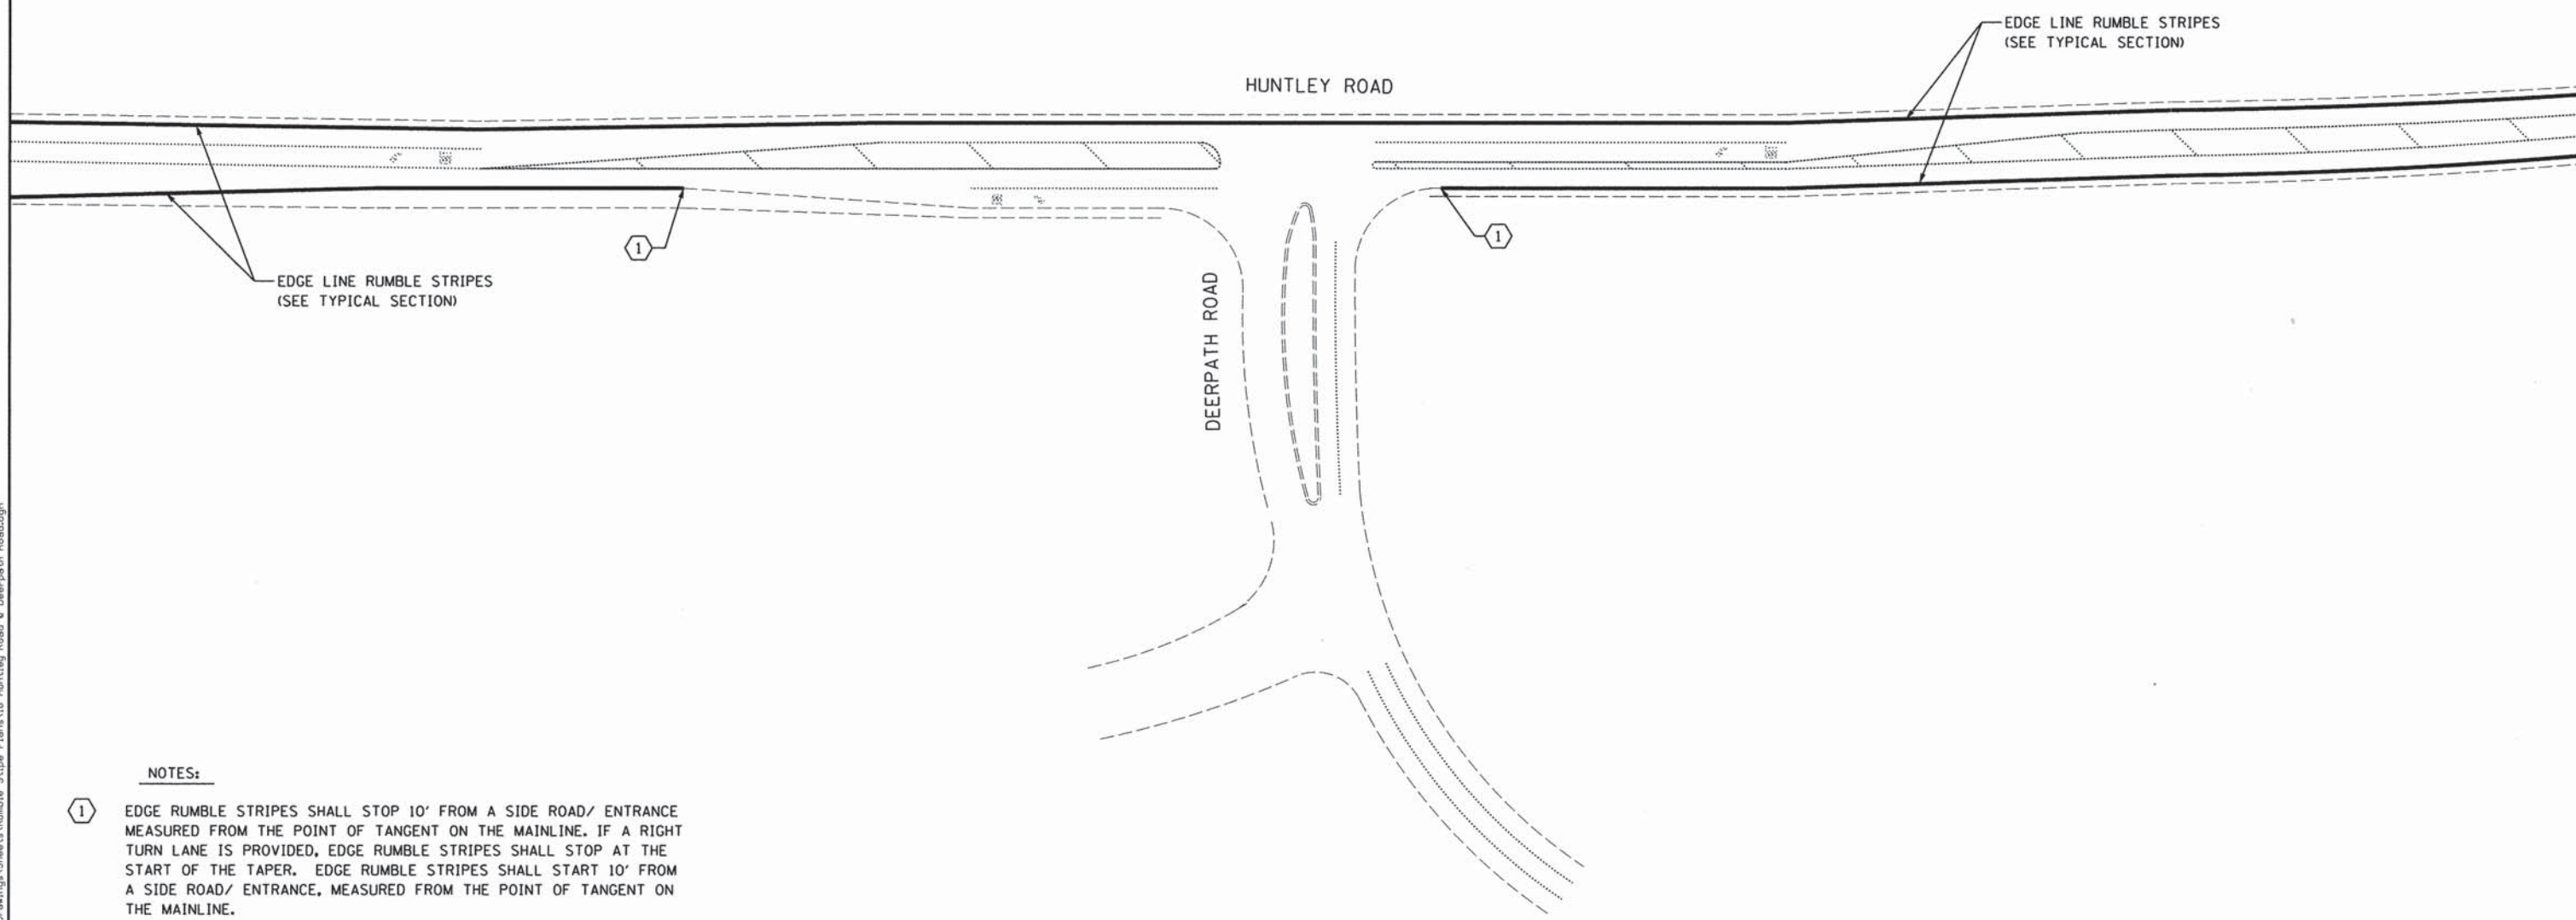 EDGE LINE RUMBLE STRIPES
(SEE TYPICAL SECTION)
HUNTLEY ROAD
1
1
EDGE LINE RUMBLE STRIPES
(SEE TYPICAL SECTION)
DEERPATH ROAD
NOTES:
1 EDGE RUMBLE STRIPES SHALL STOP 10' FROM A SIDE ROAD/ ENTRANCE
MEASURED FROM THE POINT OF TANGENT ON THE MAINLINE. IF A RIGHT
TURN LANE IS PROVIDED, EDGE RUMBLE STRIPES SHALL STOP AT THE
START OF THE TAPER. EDGE RUMBLE STRIPES SHALL START 10' FROM
A SIDE ROAD/ ENTRANCE, MEASURED FROM THE POINT OF TANGENT ON
THE MAINLINE.